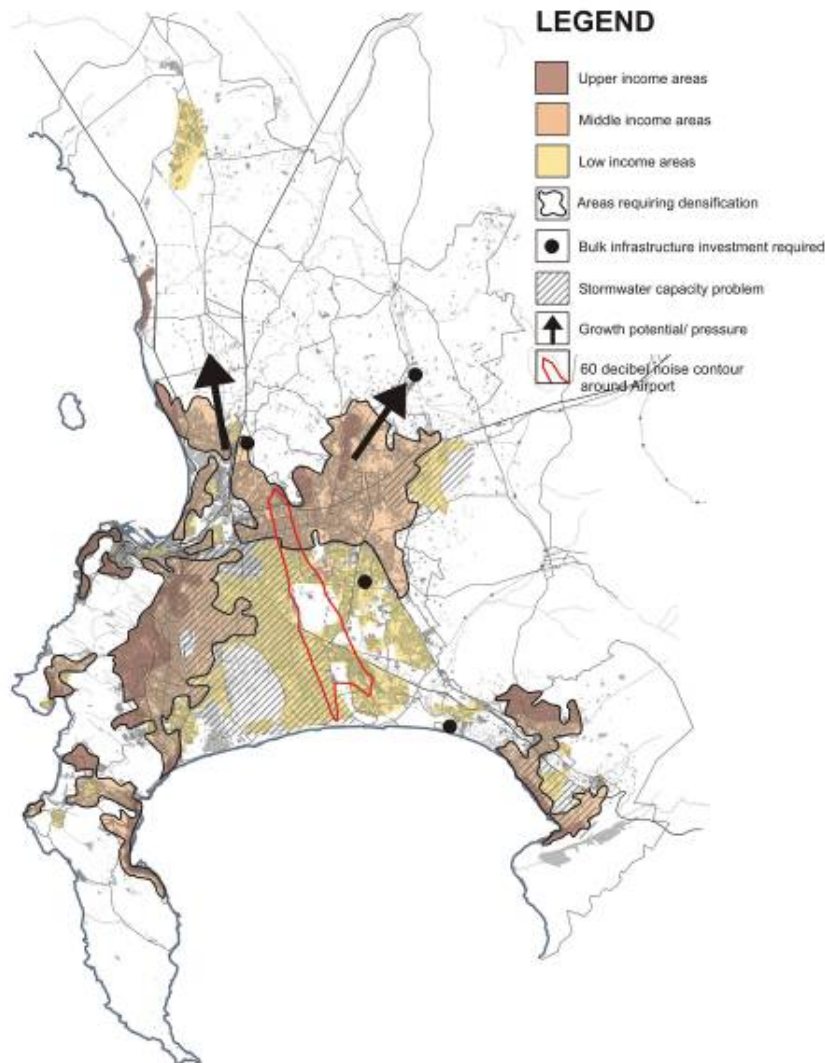 LEGEND
Upper income areas
Middle income areas
Low income areas
Areas requiring densification
Bulk infrastructure investment required
Stormwater capacity problem
Growth potential/ pressure
60 decibel noise contour
around Airport